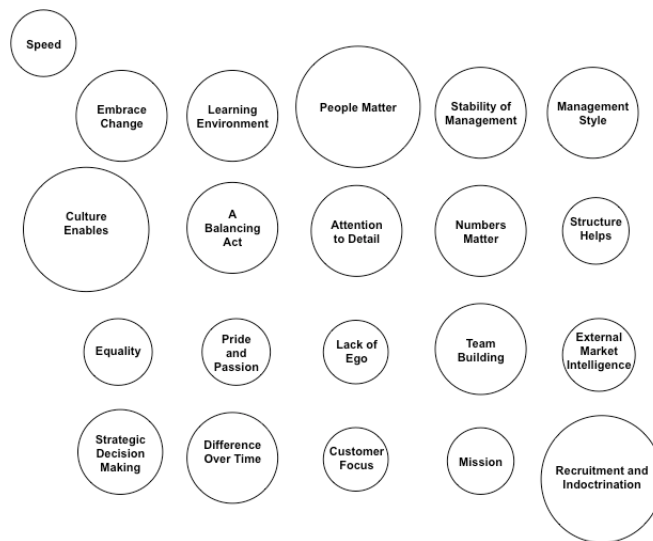 Speed
Embrace
Change
Learning
Environment
People Matter
Stability of
Management
Management
Style
Culture
Enables
A
Balancing
Act
Attention
to Detail
Numbers
Matter
Structure
Helps
Equality
Pride
and
Passion
Lack of
Ego
Team
Building
External
Market
Intelligence
Strategic
Decision
Making
Difference
Over Time
Customer
Focus
Mission
Recruitment and
Indoctrination